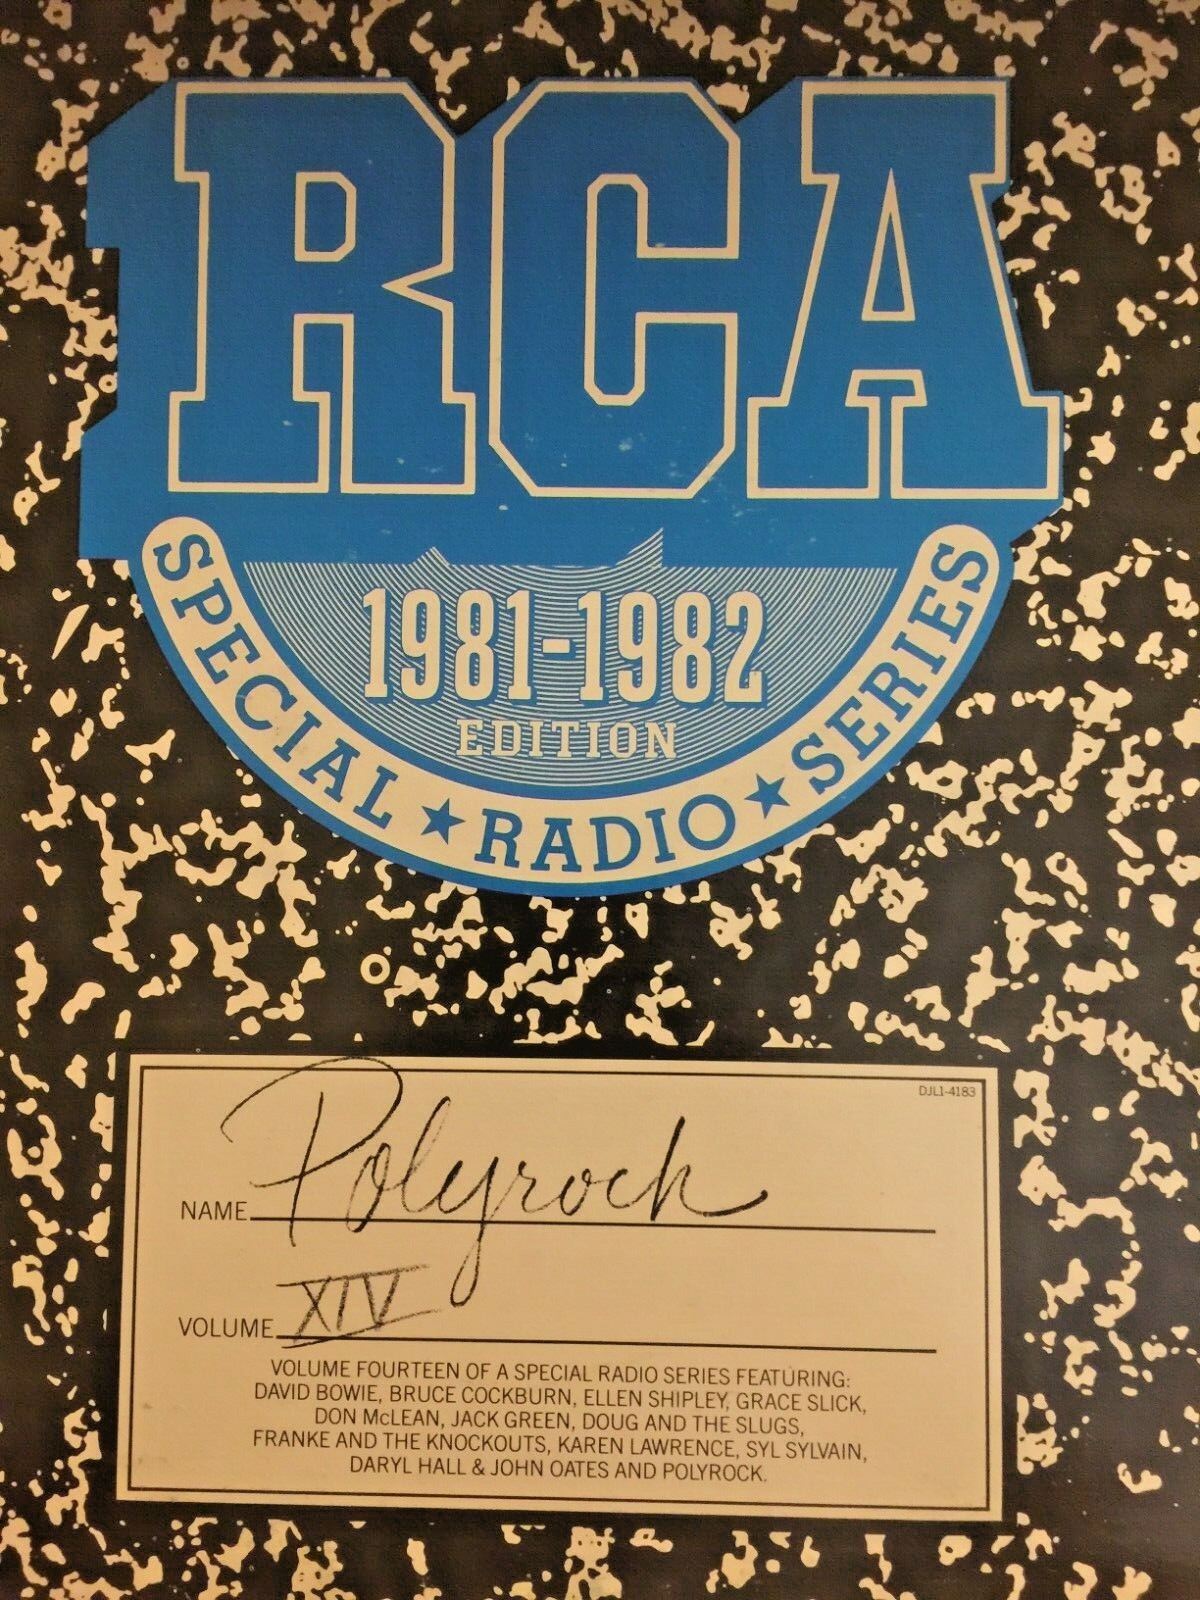 RCA
1981-1982
EDITION
SPECIAL ★ RADIO ★ SERIES
DJL1-4183
NAME Polyrock
VOLUME XIV
VOLUME FOURTEEN OF A SPECIAL RADIO SERIES FEATURING:
DAVID BOWIE, BRUCE COCKBURN, ELLEN SHIPLEY, GRACE SLICK,
DON McLEAN, JACK GREEN, DOUG AND THE SLUGS,
FRANKE AND THE KNOCKOUTS, KAREN LAWRENCE, SYL SYLVAIN,
DARYL HALL & JOHN OATES AND POLYROCK.